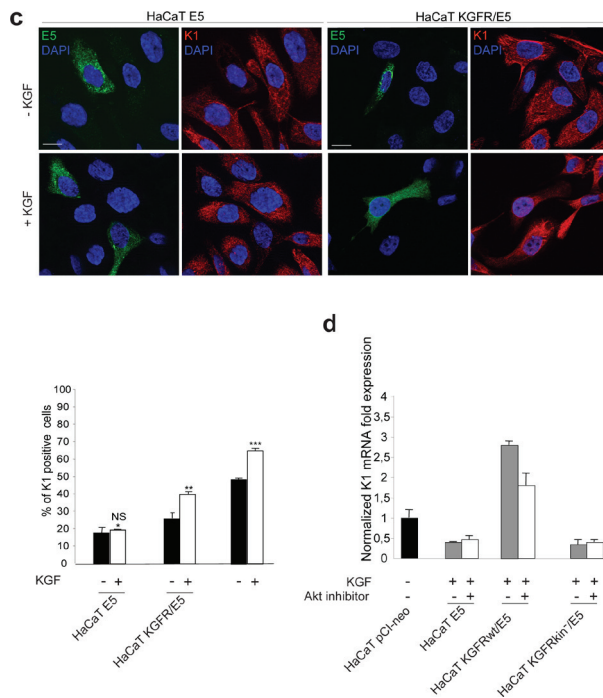 c
HaCaT E5
HaCaT KGFR/E5
E5
DAPI
K1
DAPI
E5
DAPI
K1
DAPI
- KGF
+ KGF
d
% of K1 positive cells
100
90
80
70
60
50
40
30
20
10
0
NS
*
**
***
KGF
- + - + - +
HaCaT E5
HaCaT KGFR/E5
Normalized K1 mRNA fold expression
4
3,5
3
2,5
2
1,5
1
0,5
0
KGF - + + + + + +
Akt inhibitor - - + - + - +
HaCaT pCI-neo
HaCaT E5
HaCaT KGFRwt/E5
HaCaT KGFRkin⁻/E5